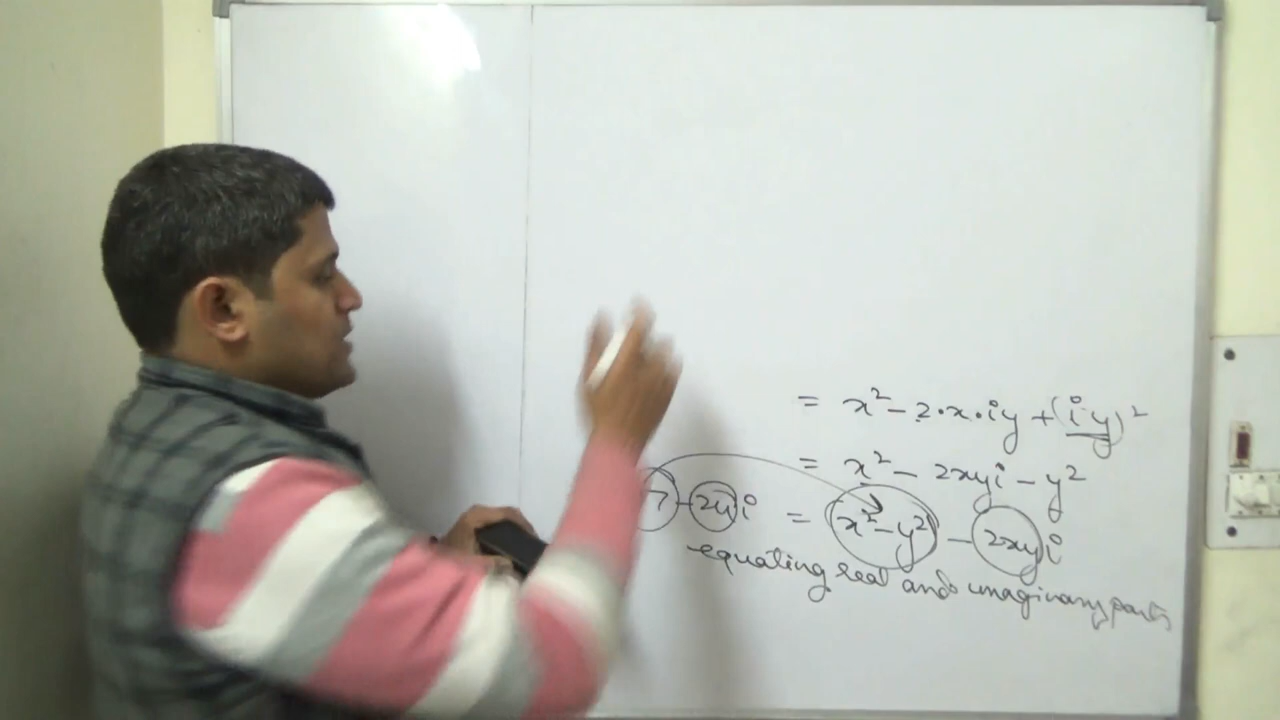 = x² - 2·x·iy + (iy)²
= x² - 2xyi - y²
7 - 24i = x² - y² - 2xyi
equating real and imaginary parts